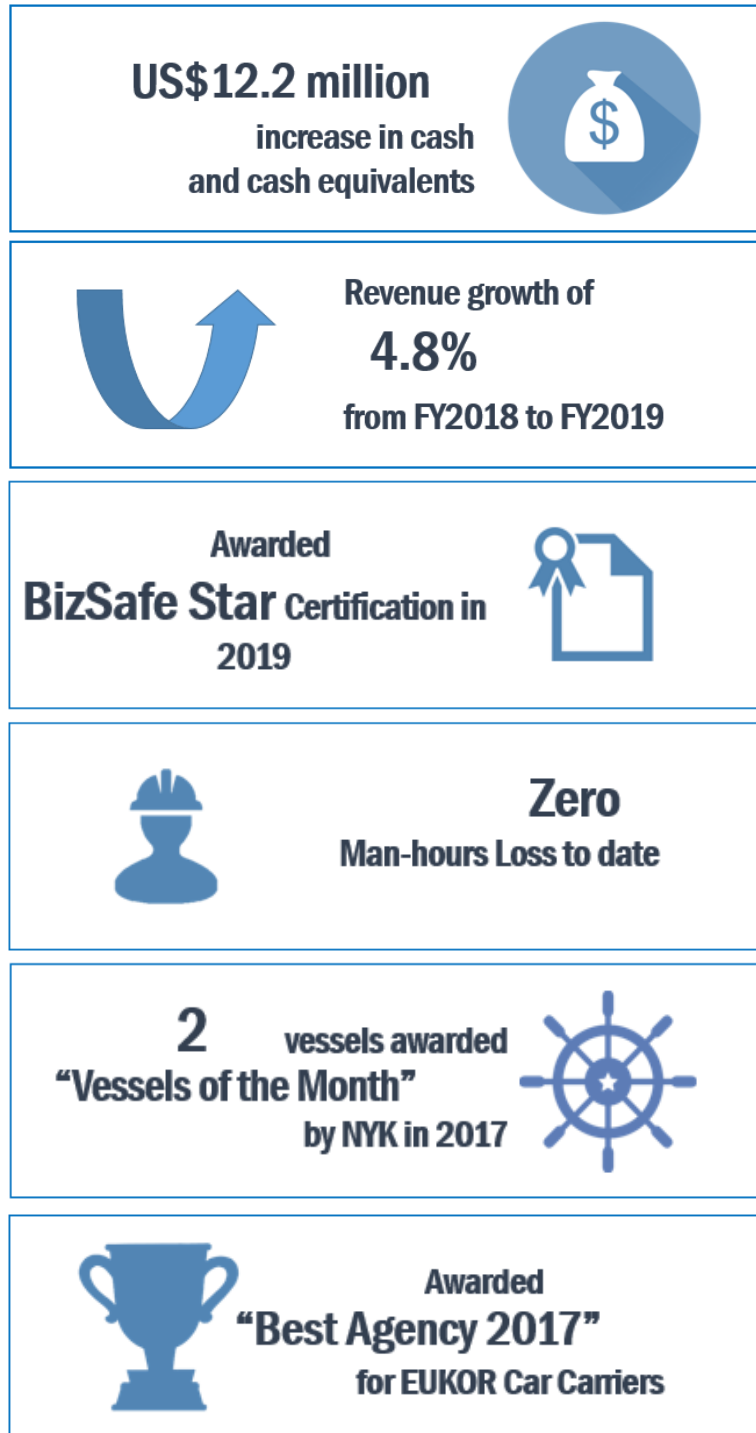 US$12.2 million
increase in cash
and cash equivalents
$
Revenue growth of
4.8%
from FY2018 to FY2019
Awarded
BizSafe Star Certification in
2019
Zero
Man-hours Loss to date
2 vessels awarded
“Vessels of the Month”
by NYK in 2017
Awarded
“Best Agency 2017”
for EUKOR Car Carriers